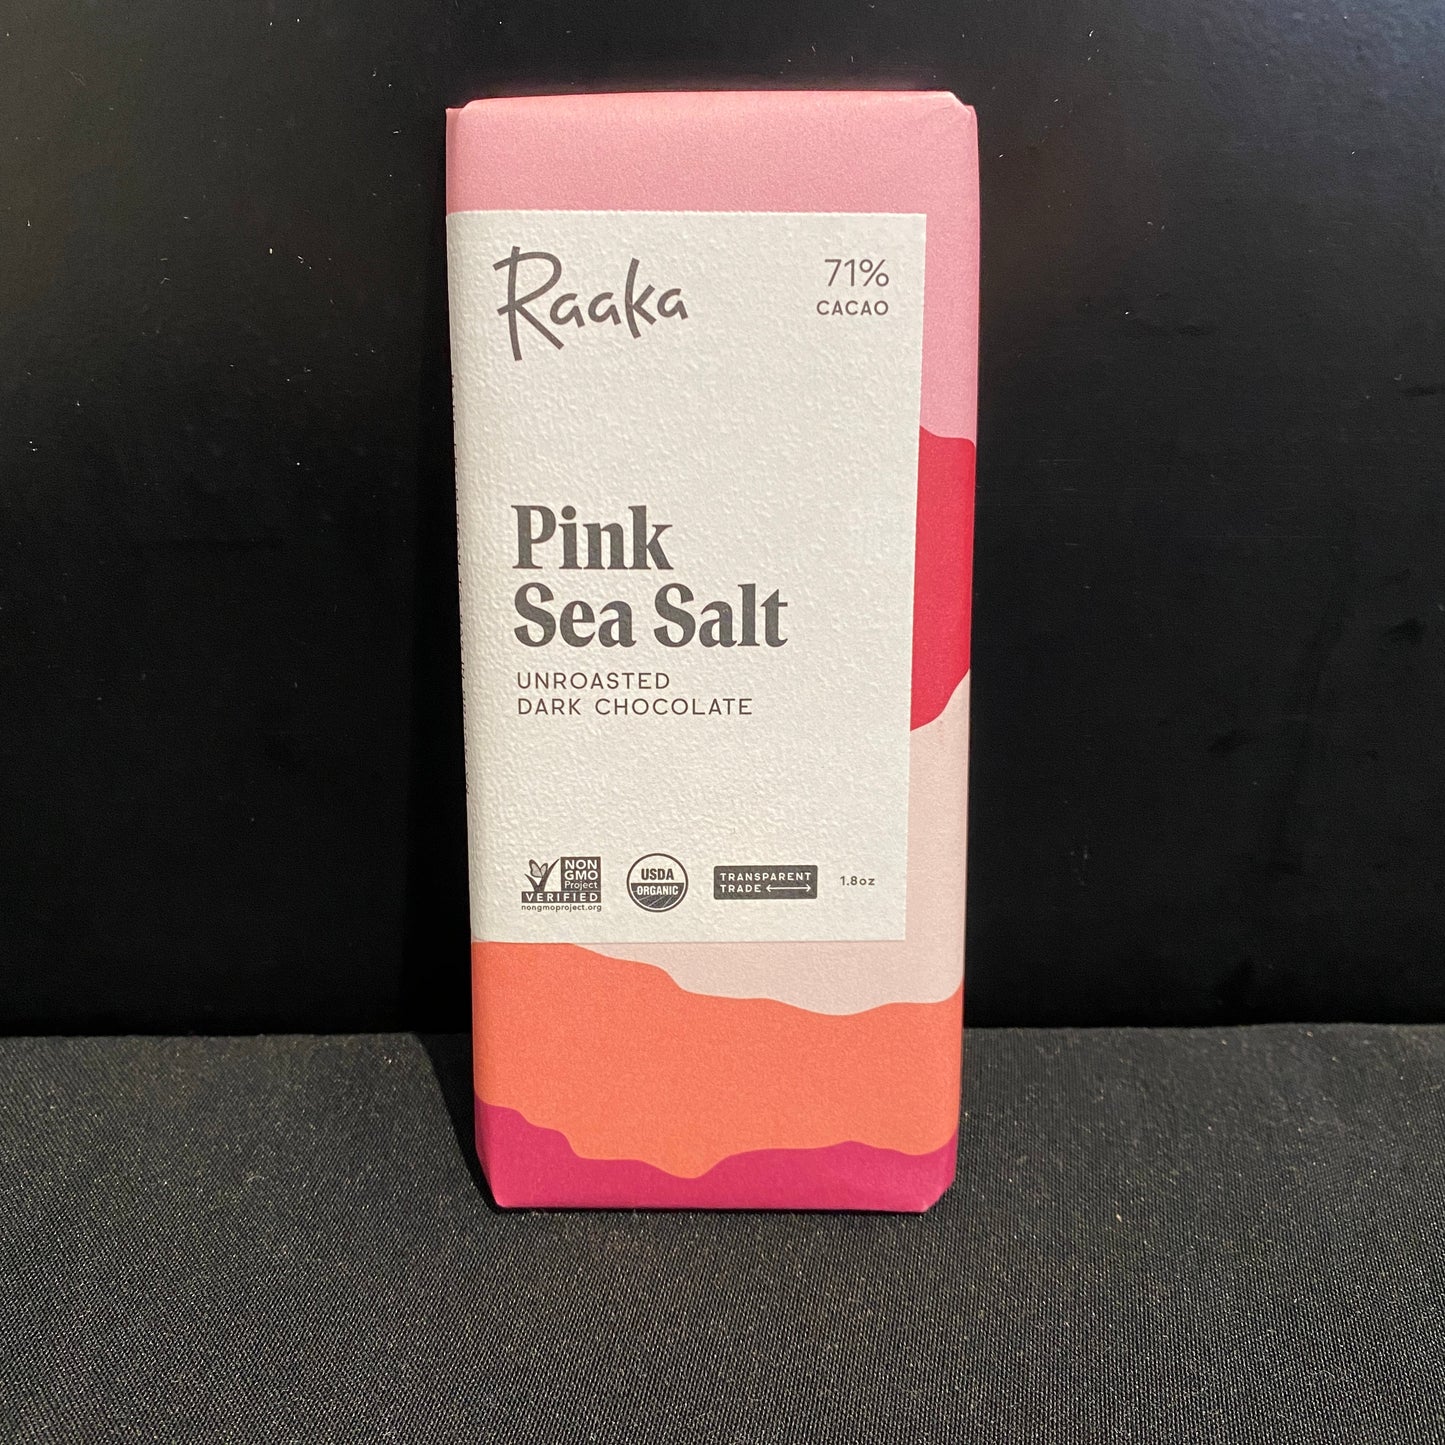 Raaka
71%
CACAO
Pink
Sea Salt
UNROASTED
DARK CHOCOLATE
NON
GMO
Project
VERIFIED
nongmoproject.org
USDA
ORGANIC
TRANSPARENT
TRADE
1.8oz